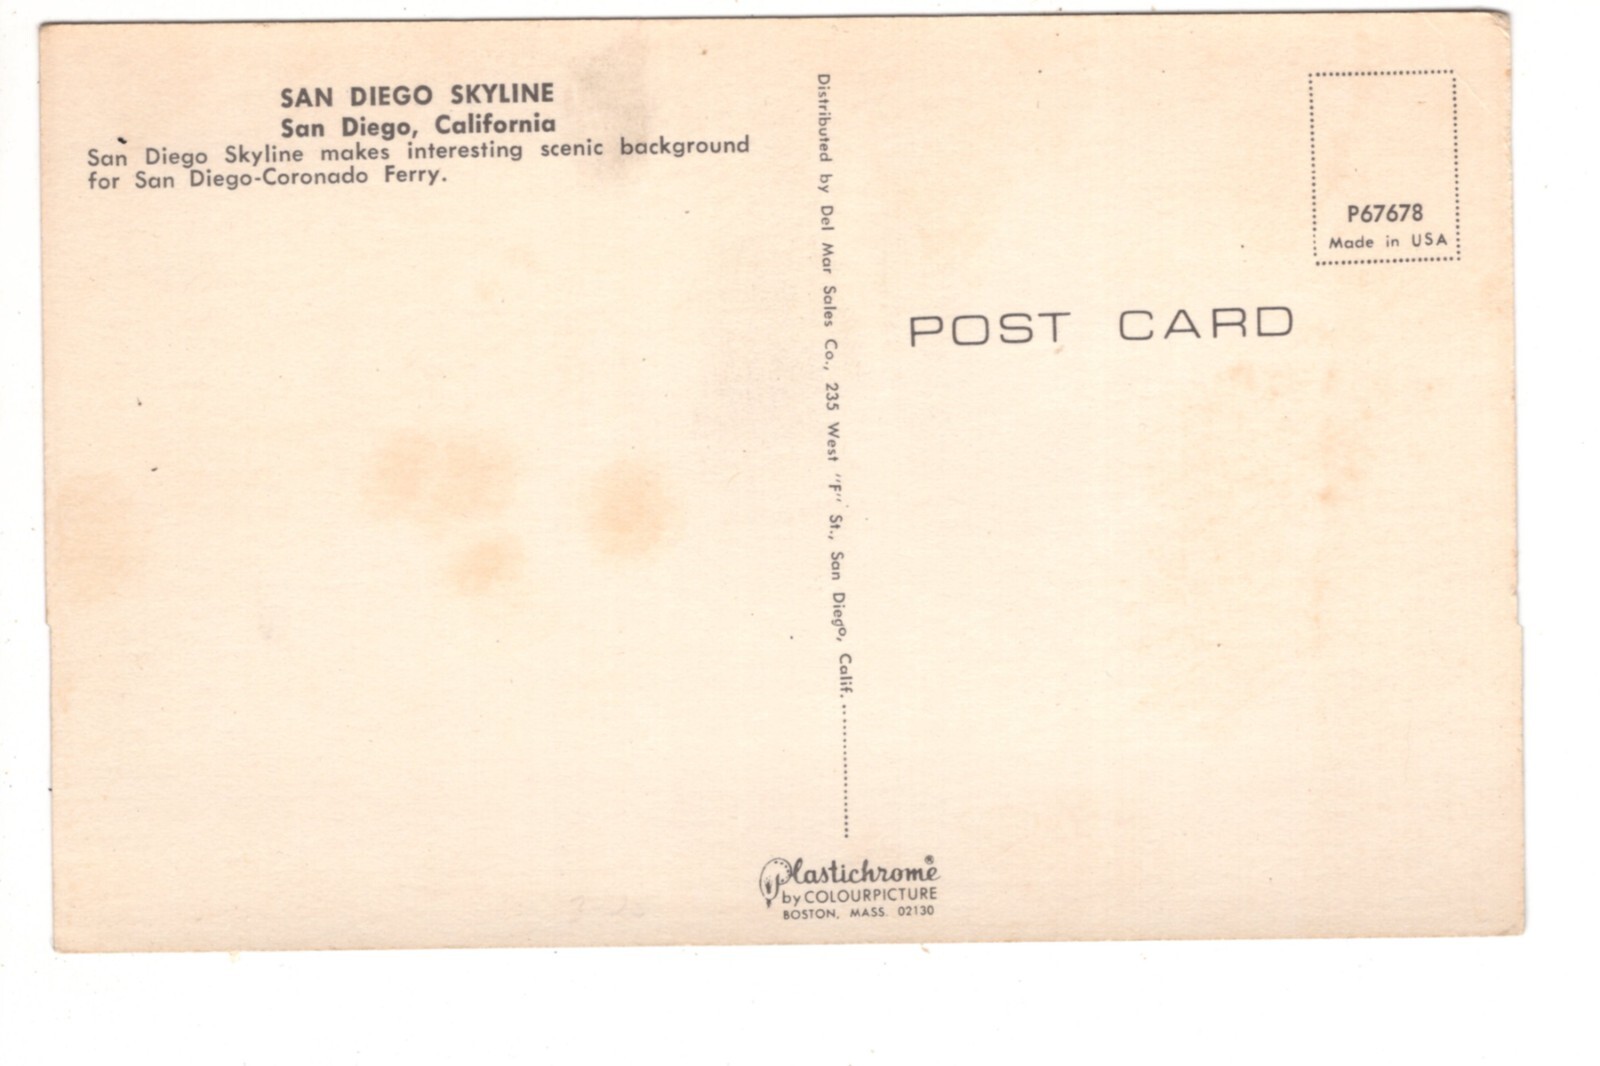 SAN DIEGO SKYLINE
San Diego, California
San Diego Skyline makes interesting scenic background
for San Diego-Coronado Ferry.
Distributed by Del Mar Sales Co., 235 West "F" St., San Diego, Calif.
P67678
Made in USA
POST CARD
Plastichrome®
by COLOURPICTURE
BOSTON, MASS. 02130